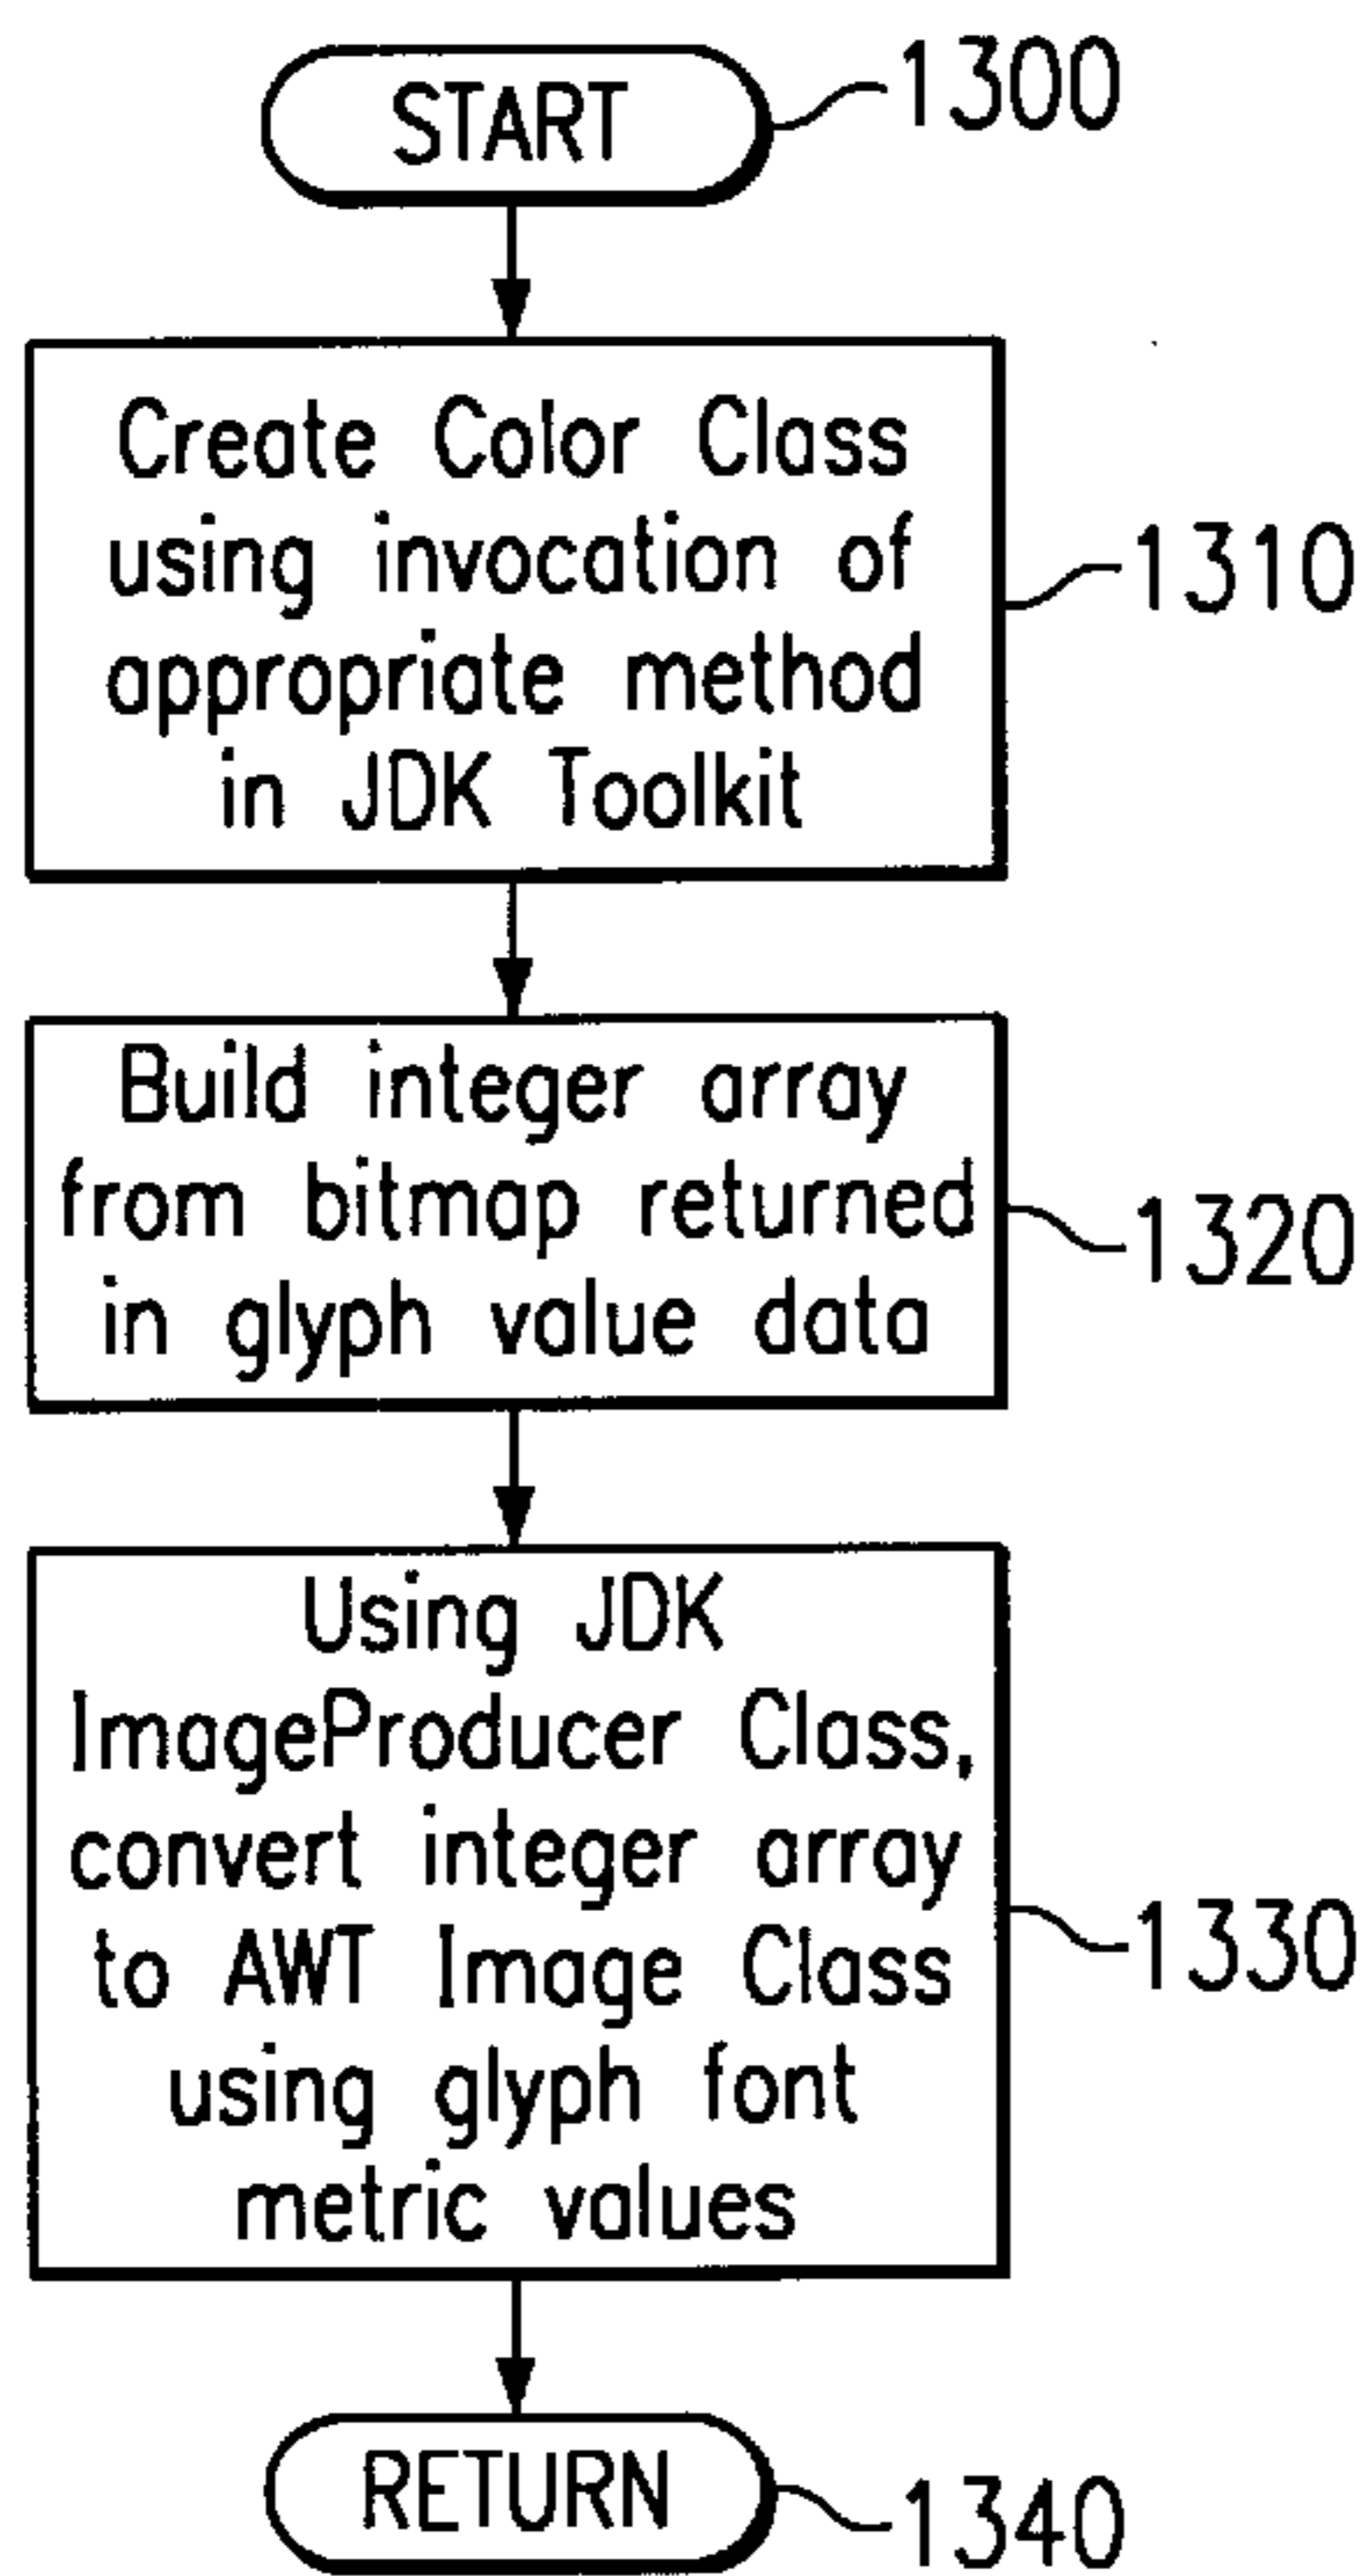 START
1300
Create Color Class
using invocation of
appropriate method
in JDK Toolkit
1310
Build integer array
from bitmap returned
in glyph value data
1320
Using JDK
ImageProducer Class,
convert integer array
to AWT Image Class
using glyph font
metric values
1330
RETURN
1340